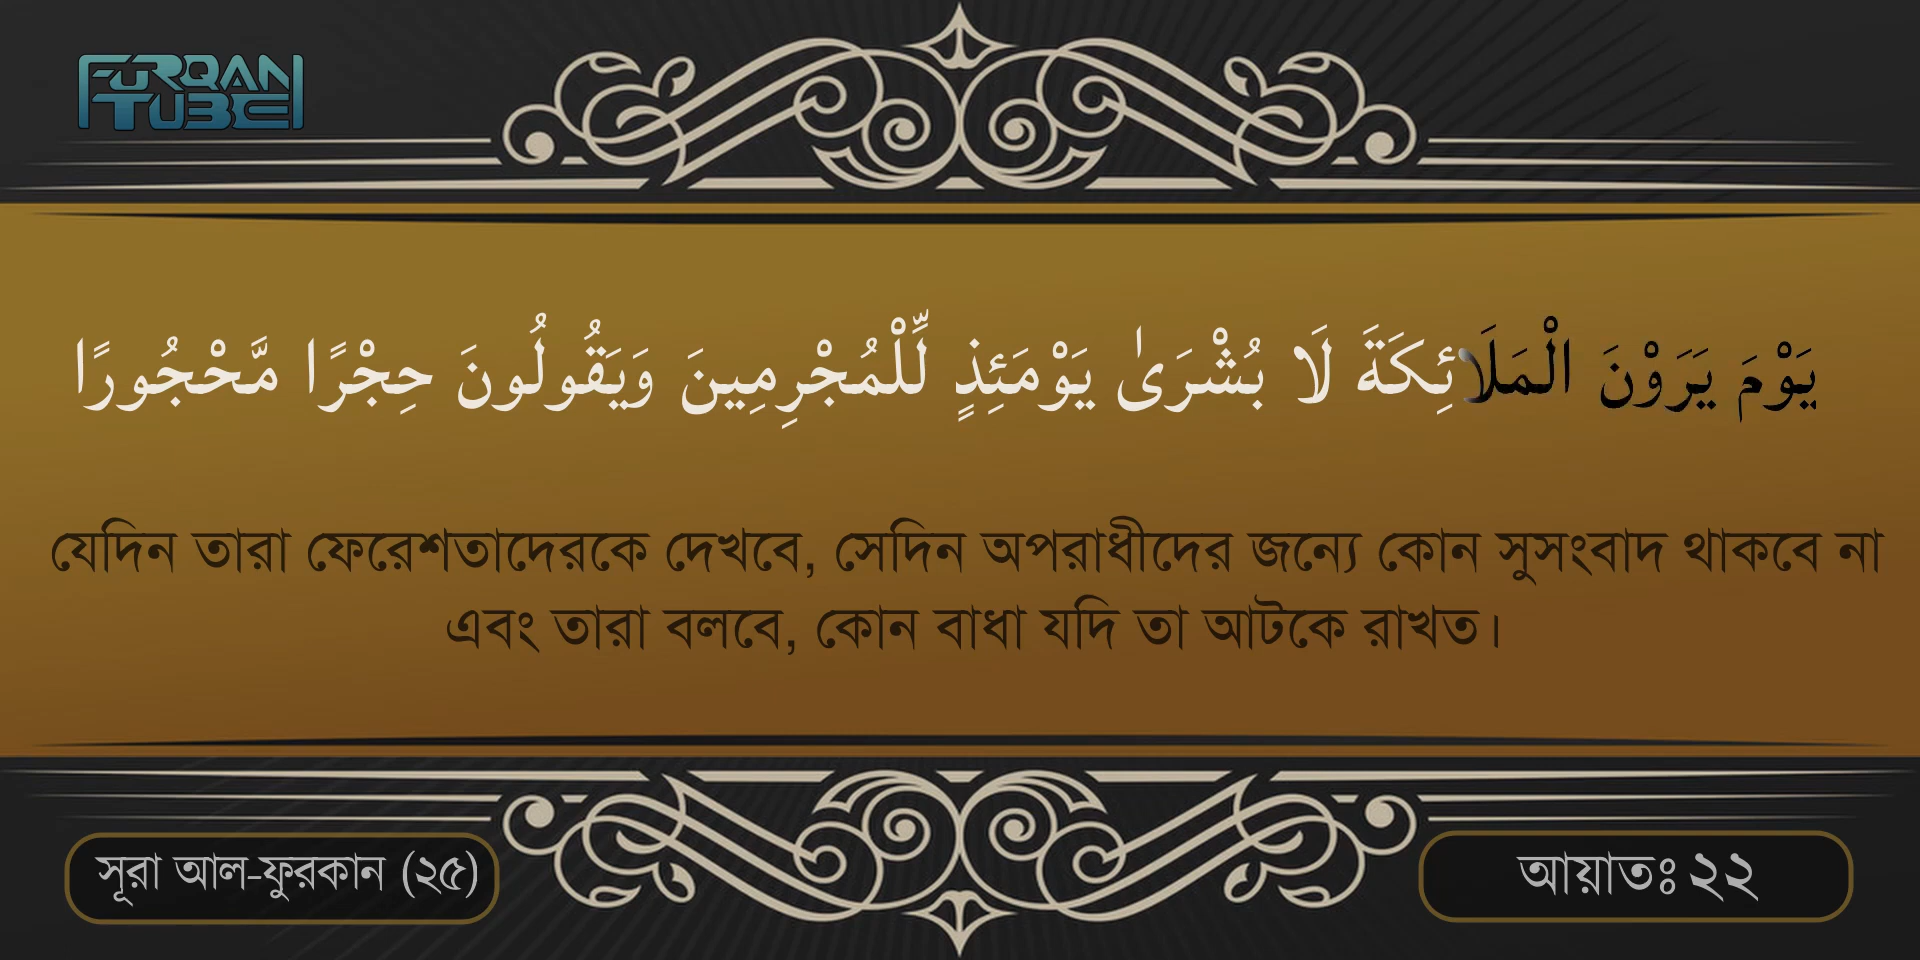 FURQAN
TUBE
يَوْمَ يَرَوْنَ الْمَلَائِكَةَ لَا بُشْرَىٰ يَوْمَئِذٍ لِّلْمُجْرِمِينَ وَيَقُولُونَ حِجْرًا مَّحْجُورًا
যেদিন তারা ফেরেশতাদেরকে দেখবে, সেদিন অপরাধীদের জন্যে কোন সুসংবাদ থাকবে না
এবং তারা বলবে, কোন বাধা যদি তা আটকে রাখত।
সূরা আল-ফুরকান (২৫)
আয়াতঃ ২২